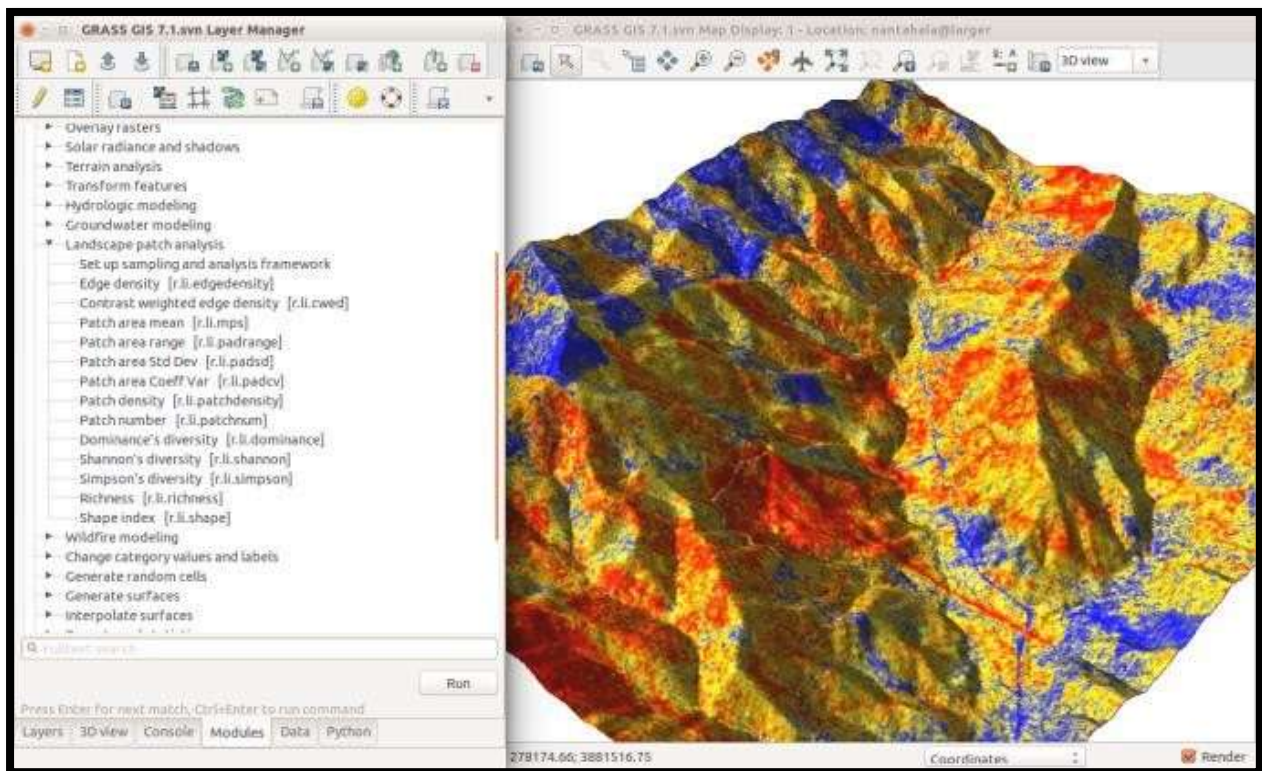 GRASS GIS 7.1.svn Layer Manager
GRASS GIS 7.1.svn Map Display: 1 - Location: nantahala@larger
3D view
Overlay rasters
Solar radiance and shadows
Terrain analysis
Transform features
Hydrologic modeling
Groundwater modeling
Landscape patch analysis
Set up sampling and analysis framework
Edge density [r.li.edgedensity]
Contrast weighted edge density [r.li.cwed]
Patch area mean [r.li.mps]
Patch area range [r.li.padrange]
Patch area Std Dev [r.li.padsd]
Patch area Coeff Var [r.li.padcv]
Patch density [r.li.patchdensity]
Patch number [r.li.patchnum]
Dominance's diversity [r.li.dominance]
Shannon's diversity [r.li.shannon]
Simpson's diversity [r.li.simpson]
Richness [r.li.richness]
Shape index [r.li.shape]
Wildfire modeling
Change category values and labels
Generate random cells
Generate surfaces
Interpolate surfaces
Fulltext search
Run
Press Enter for next match, Ctrl+Enter to run command
Layers 3D view Console Modules Data Python
278174.66; 3881516.75
Coordinates
Render